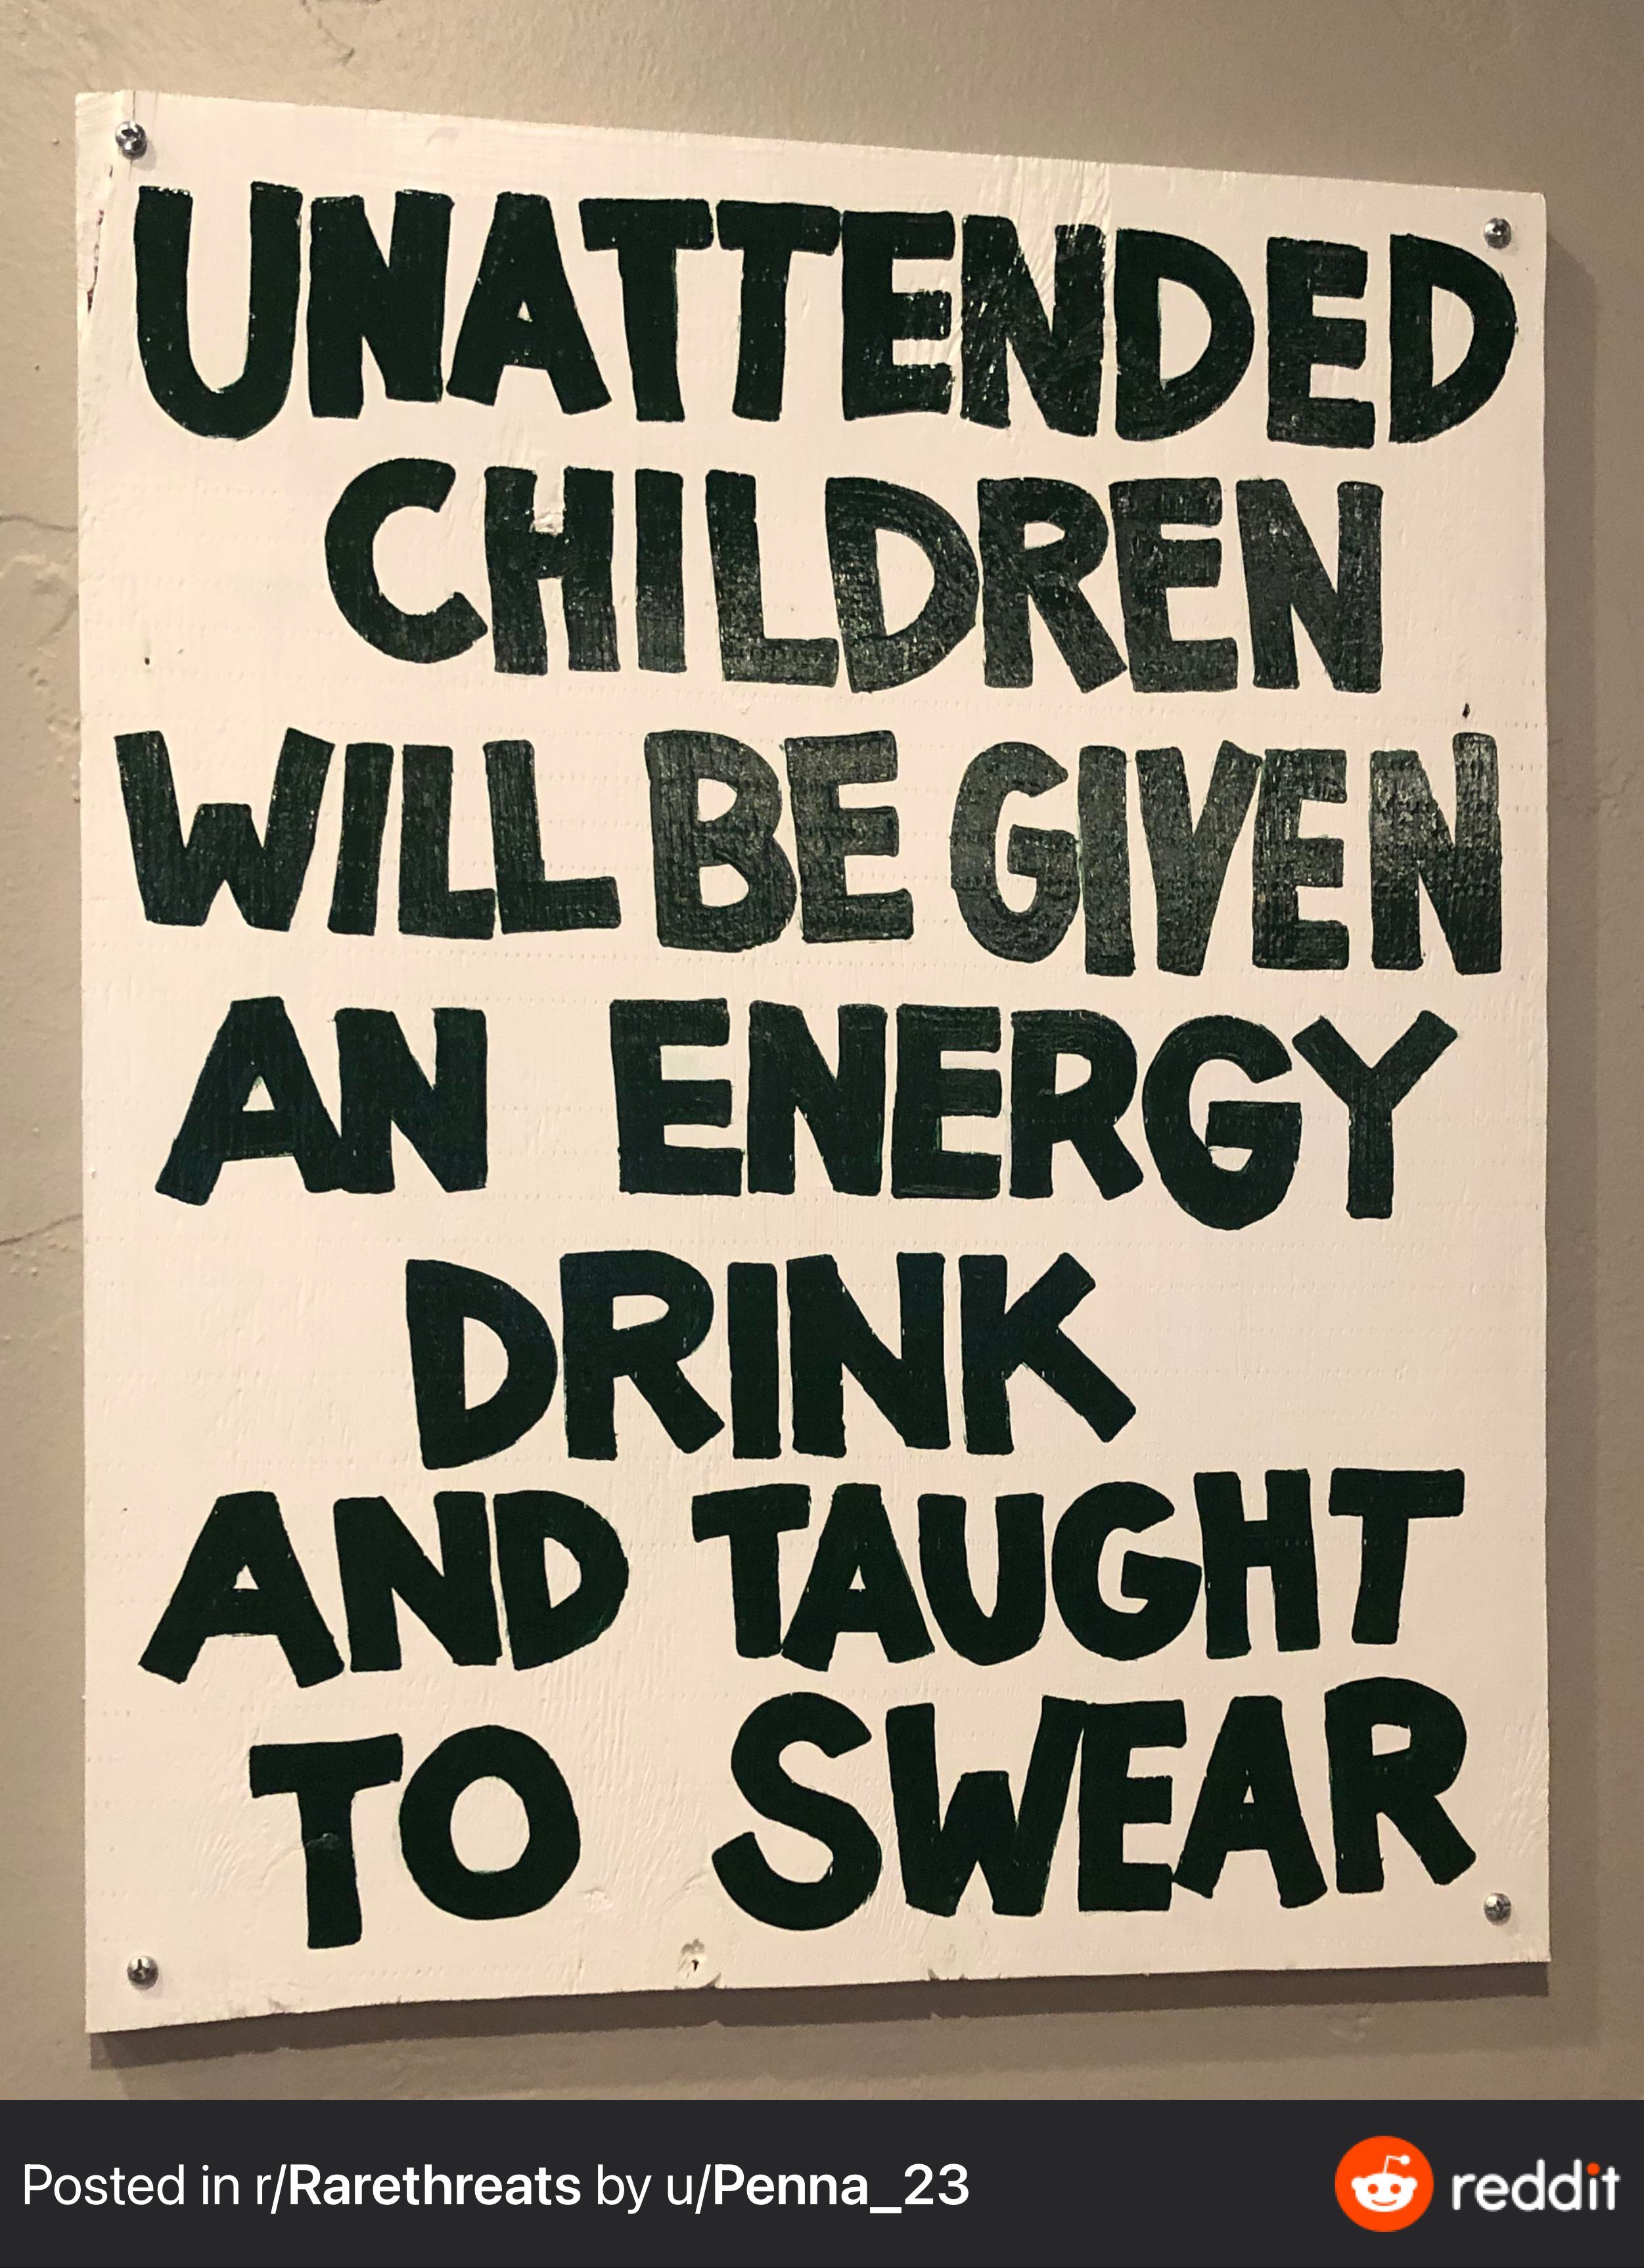 UNATTENDED
CHILDREN
WILL BE GIVEN
AN ENERGY
DRINK
AND TAUGHT
TO SWEAR
Posted in r/Rarethreats by u/Penna_23
reddit